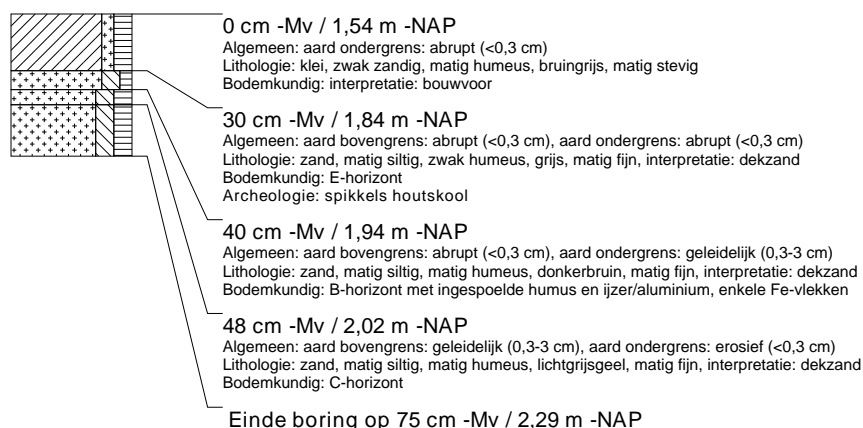 0 cm -Mv / 1,54 m -NAP
Algemeen: aard ondergrens: abrupt (<0,3 cm)
Lithologie: klei, zwak zandig, matig humeus, bruingrijs, matig stevig
Bodemkundig: interpretatie: bouwvoor
30 cm -Mv / 1,84 m -NAP
Algemeen: aard bovengrens: abrupt (<0,3 cm), aard ondergrens: abrupt (<0,3 cm)
Lithologie: zand, matig siltig, zwak humeus, grijs, matig fijn, interpretatie: dekzand
Bodemkundig: E-horizont
Archeologie: spikkels houtskool
40 cm -Mv / 1,94 m -NAP
Algemeen: aard bovengrens: abrupt (<0,3 cm), aard ondergrens: geleidelijk (0,3-3 cm)
Lithologie: zand, matig siltig, matig humeus, donkerbruin, matig fijn, interpretatie: dekzand
Bodemkundig: B-horizont met ingespoelde humus en ijzer/aluminium, enkele Fe-vlekken
48 cm -Mv / 2,02 m -NAP
Algemeen: aard bovengrens: geleidelijk (0,3-3 cm), aard ondergrens: erosief (<0,3 cm)
Lithologie: zand, matig siltig, matig humeus, lichtgrijsgeel, matig fijn, interpretatie: dekzand
Bodemkundig: C-horizont
Einde boring op 75 cm -Mv / 2,29 m -NAP